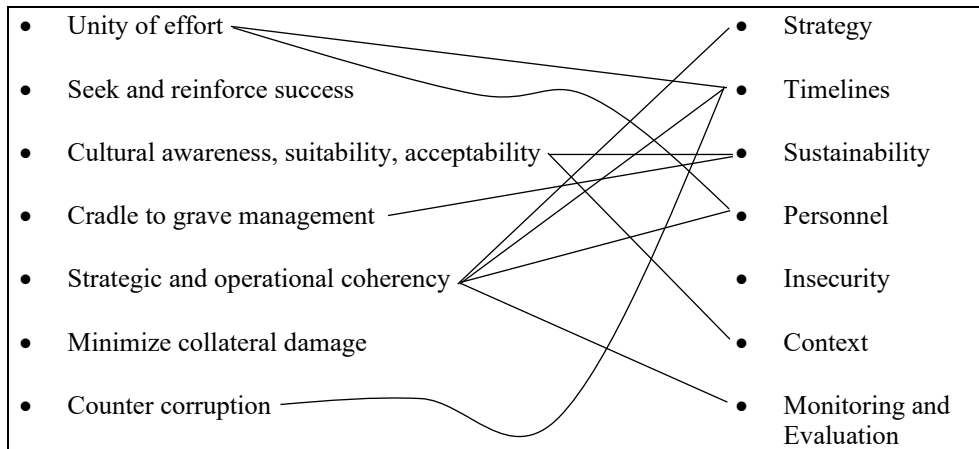 • Unity of effort
• Seek and reinforce success
• Cultural awareness, suitability, acceptability
• Cradle to grave management
• Strategic and operational coherency
• Minimize collateral damage
• Counter corruption
• Strategy
• Timelines
• Sustainability
• Personnel
• Insecurity
• Context
• Monitoring and
Evaluation